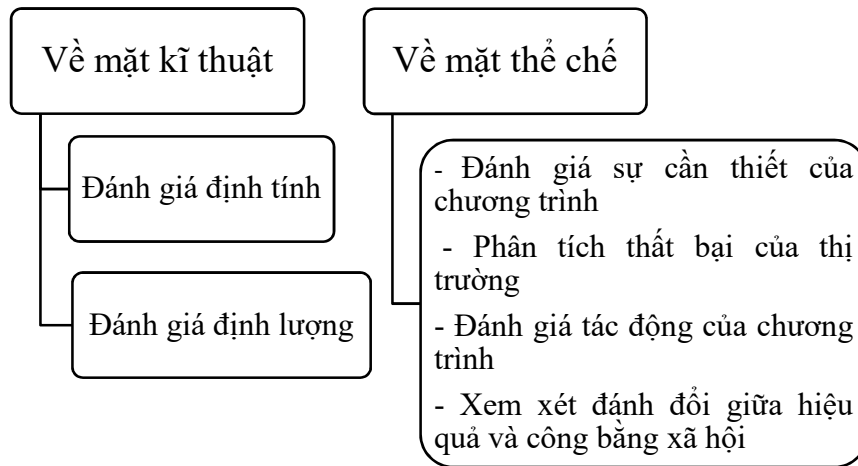 Về mặt kĩ thuật
Đánh giá định tính
Đánh giá định lượng
Về mặt thể chế
- Đánh giá sự cần thiết của
chương trình
- Phân tích thất bại của thị
trường
- Đánh giá tác động của chương
trình
- Xem xét đánh đổi giữa hiệu
quả và công bằng xã hội